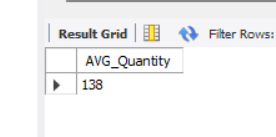 Result Grid Filter Rows:
AVG_Quantity
138